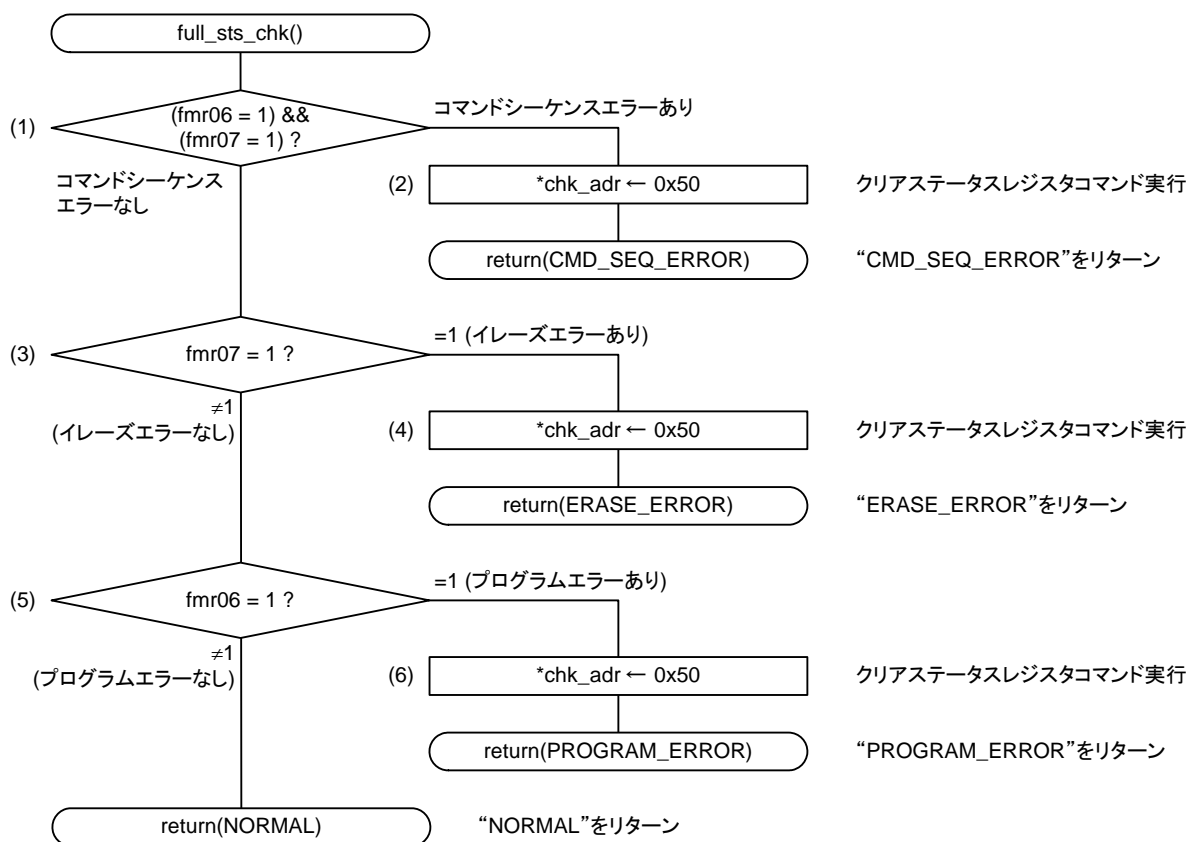 full_sts_chk()
(1)
(fmr06 = 1) &&
(fmr07 = 1) ?
コマンドシーケンスエラーあり
コマンドシーケンス
エラーなし
(2)
*chk_adr ← 0x50
クリアステータスレジスタコマンド実行
return(CMD_SEQ_ERROR)
“CMD_SEQ_ERROR”をリターン
(3)
fmr07 = 1 ?
=1 (イレーズエラーあり)
≠1
(イレーズエラーなし)
(4)
*chk_adr ← 0x50
クリアステータスレジスタコマンド実行
return(ERASE_ERROR)
“ERASE_ERROR”をリターン
(5)
fmr06 = 1 ?
=1 (プログラムエラーあり)
≠1
(プログラムエラーなし)
(6)
*chk_adr ← 0x50
クリアステータスレジスタコマンド実行
return(PROGRAM_ERROR)
“PROGRAM_ERROR”をリターン
return(NORMAL)
“NORMAL”をリターン